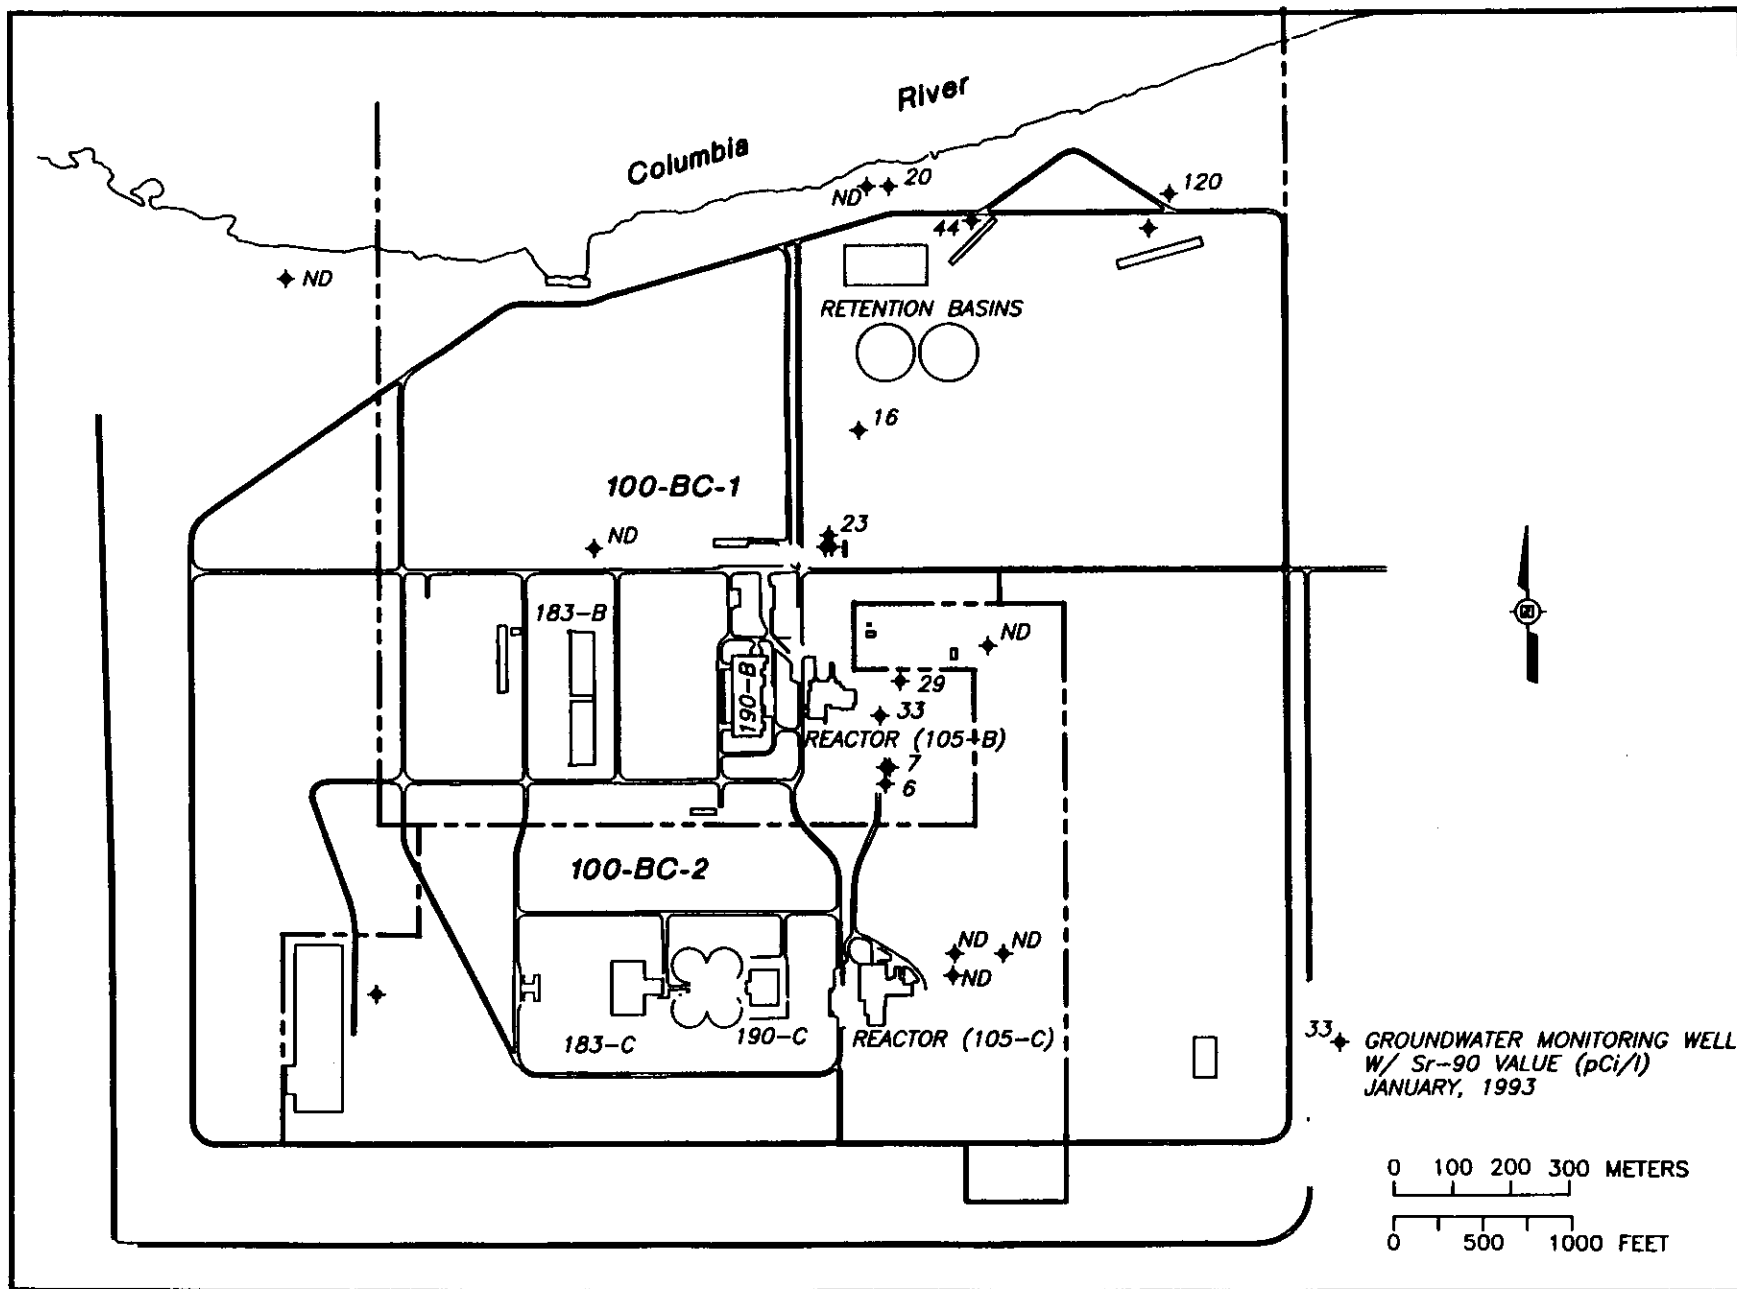 River
Columbia
ND
20
120
44
ND
RETENTION BASINS
16
100-BC-1
23
ND
183-B
ND
190-B
29
33
REACTOR (105-B)
7
6
100-BC-2
ND
ND
ND
183-C
190-C
REACTOR (105-C)
33
GROUNDWATER MONITORING WELL
W/ Sr-90 VALUE (pCi/l)
JANUARY, 1993
0 100 200 300 METERS
0 500 1000 FEET